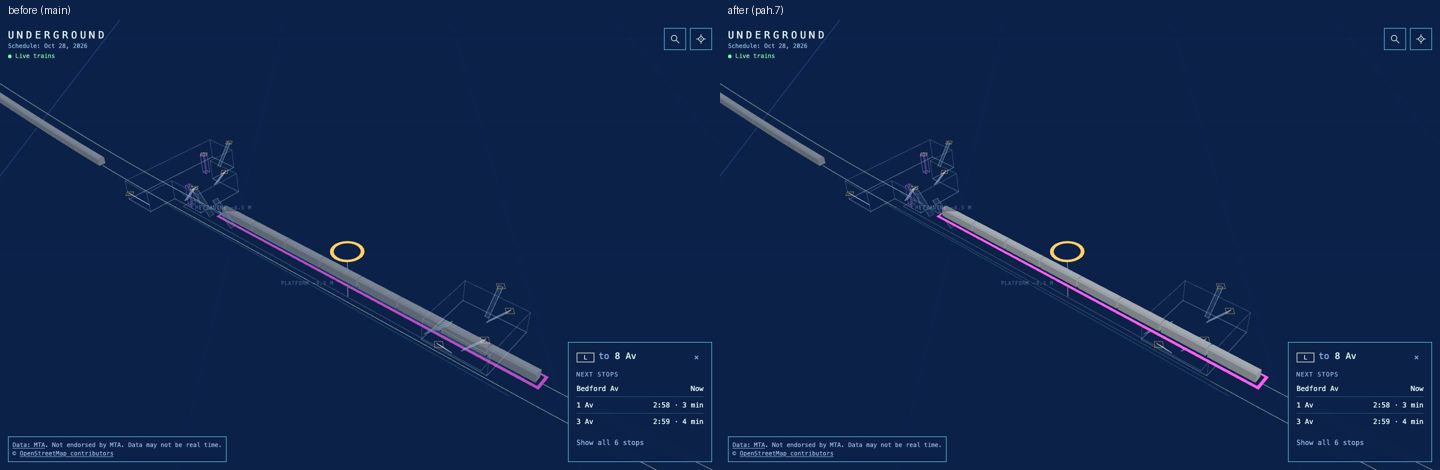 before (main)
UNDERGROUND
Schedule: Oct 28, 2026
Live trains
L to 8 Av ×
NEXT STOPS
Bedford Av Now
1 Av 2:58 · 3 min
3 Av 2:59 · 4 min
Show all 6 stops
Data: MTA. Not endorsed by MTA. Data may not be real time.
© OpenStreetMap contributors
after (pah.7)
UNDERGROUND
Schedule: Oct 28, 2026
Live trains
L to 8 Av ×
NEXT STOPS
Bedford Av Now
1 Av 2:58 · 3 min
3 Av 2:59 · 4 min
Show all 6 stops
Data: MTA. Not endorsed by MTA. Data may not be real time.
© OpenStreetMap contributors